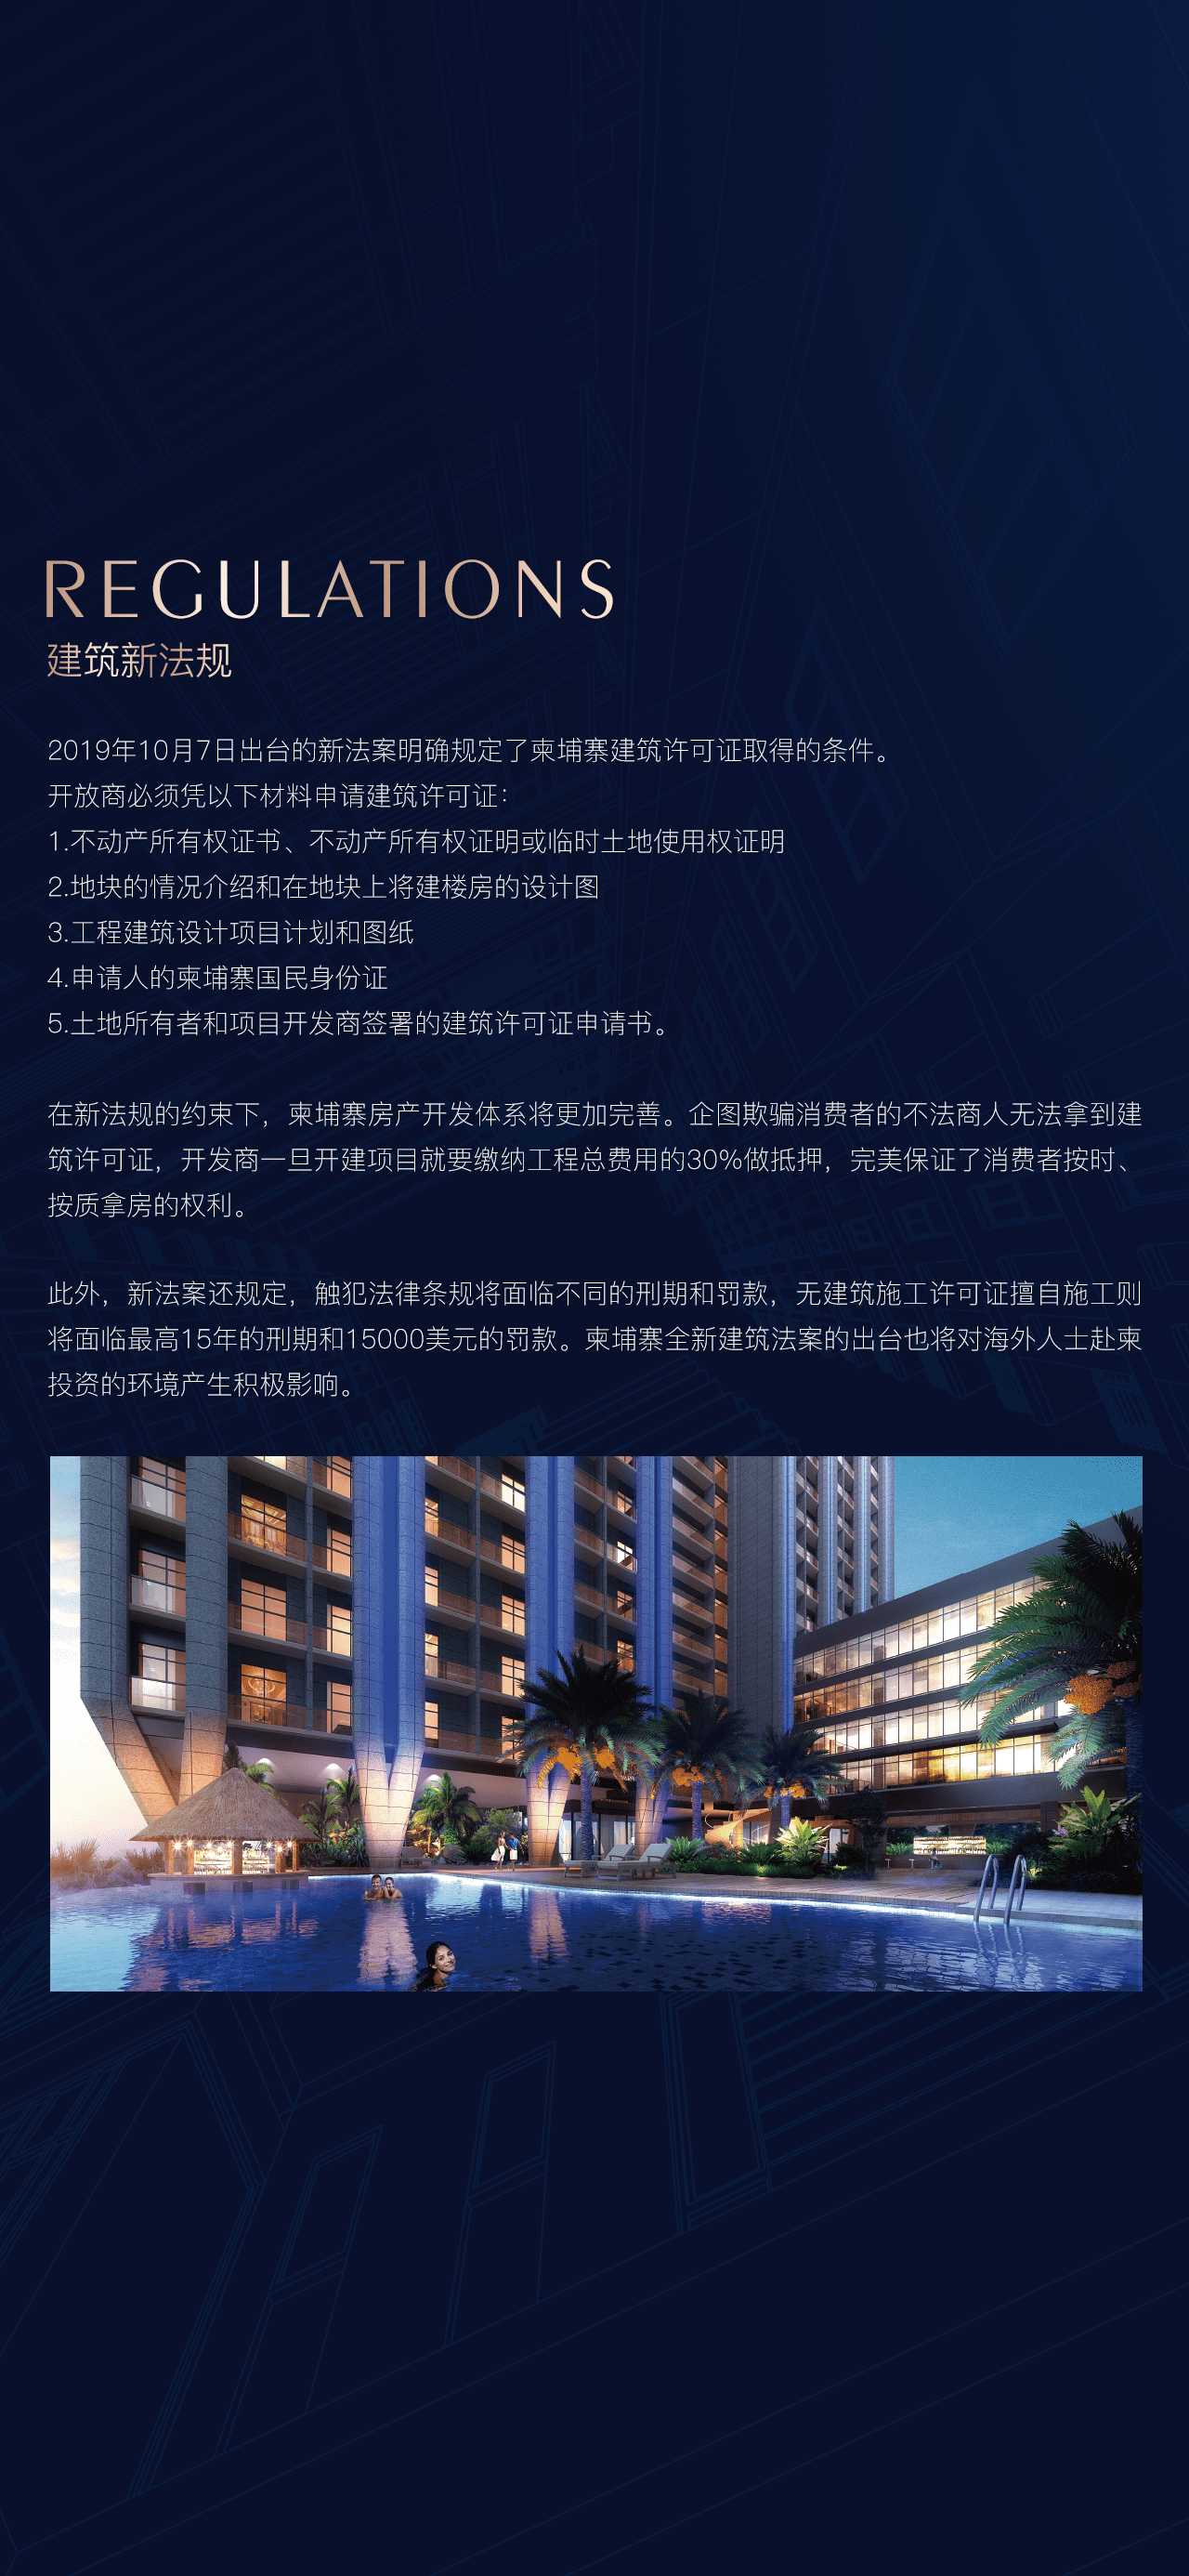 REGULATIONS
建筑新法规
2019年10月7日出台的新法案明确规定了柬埔寨建筑许可证取得的条件。
开放商必须凭以下材料申请建筑许可证：
1.不动产所有权证书、不动产所有权证明或临时土地使用权证明
2.地块的情况介绍和在地块上将建楼房的设计图
3.工程建筑设计项目计划和图纸
4.申请人的柬埔寨国民身份证
5.土地所有者和项目开发商签署的建筑许可证申请书。
在新法规的约束下，柬埔寨房产开发体系将更加完善。企图欺骗消费者的不法商人无法拿到建
筑许可证，开发商一旦开建项目就要缴纳工程总费用的30%做抵押，完美保证了消费者按时、
按质拿房的权利。
此外，新法案还规定，触犯法律条规将面临不同的刑期和罚款，无建筑施工许可证擅自施工则
将面临最高15年的刑期和15000美元的罚款。柬埔寨全新建筑法案的出台也将对海外人士赴柬
投资的环境产生积极影响。